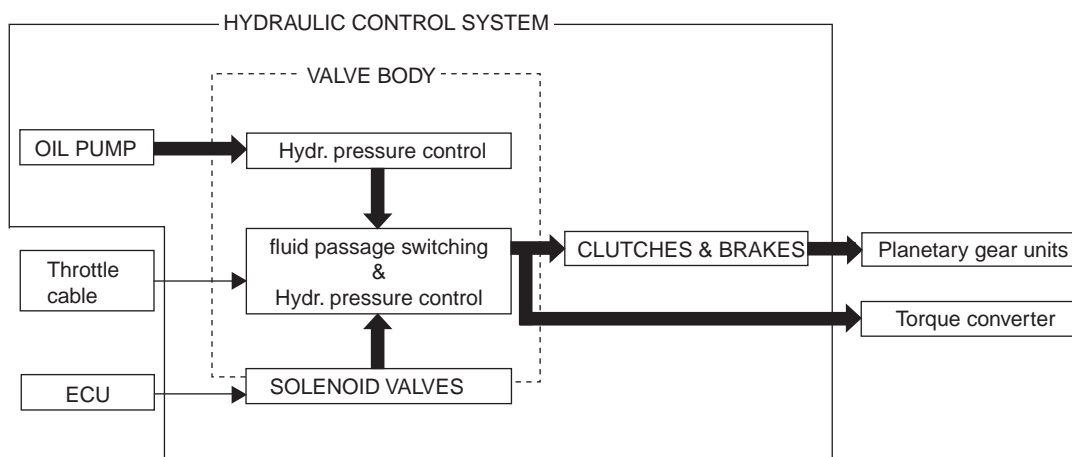 HYDRAULIC CONTROL SYSTEM
VALVE BODY
OIL PUMP
Hydr. pressure control
fluid passage switching
&
Hydr. pressure control
CLUTCHES & BRAKES
Planetary gear units
Throttle
cable
Torque converter
ECU
SOLENOID VALVES